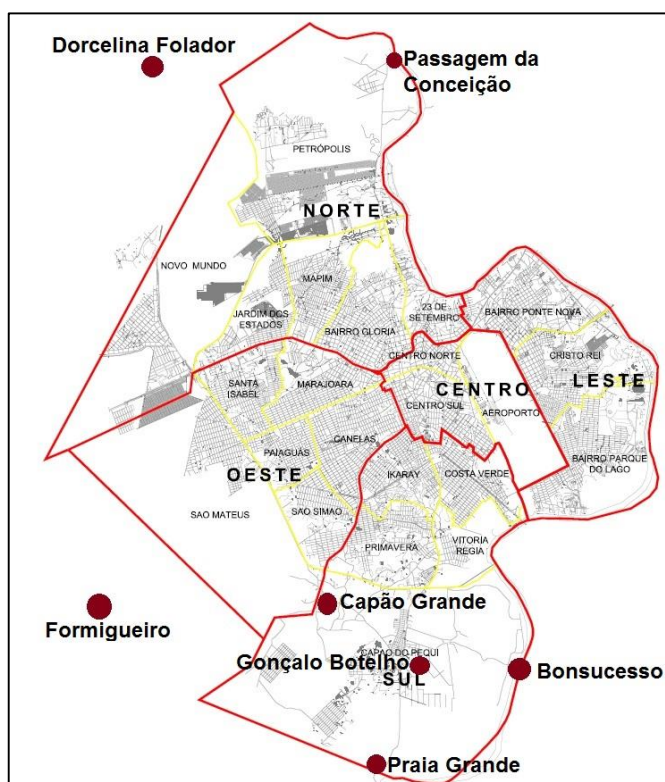 Dorcelina Folador
Passagem da
Conceição
PETRÓPOLIS
NORTE
NOVO MUNDO
MAPIM
JARDIM DOS
ESTADOS
BAIRRO GLORIA
23 DE
SETEMBRO
BAIRRO PONTE NOVA
CENTRO NORTE
CRISTO REI
SANTA
ISABEL
MARAJOARA
CENTRO
LESTE
CENTRO SUL
AEROPORTO
PAIAGUÁS
CANELAS
OESTE
IKARAY
COSTA VERDE
BAIRRO PARQUE
DO LAGO
SAO MATEUS
SAO SIMAO
PRIMAVERA
VITORIA
REGIA
Formigueiro
Capão Grande
CAPAO DO PEQUI
Gonçalo Botelho
SUL
Bonsucesso
Praia Grande